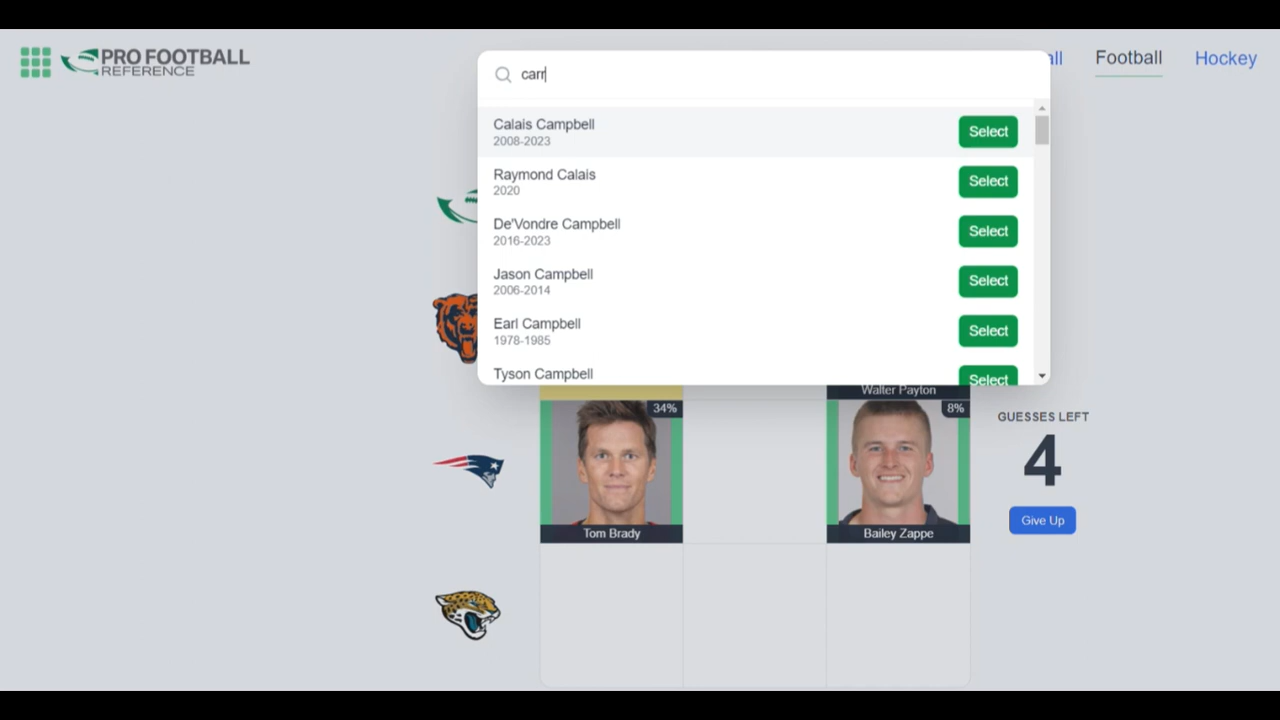 PRO FOOTBALL
REFERENCE
carr
all
Football
Hockey
Calais Campbell
2008-2023
Select
Raymond Calais
2020
Select
De'Vondre Campbell
2016-2023
Select
Jason Campbell
2006-2014
Select
Earl Campbell
1978-1985
Select
Tyson Campbell
Select
Walter Payton
34%
8%
GUESSES LEFT
4
Give Up
Tom Brady
Bailey Zappe